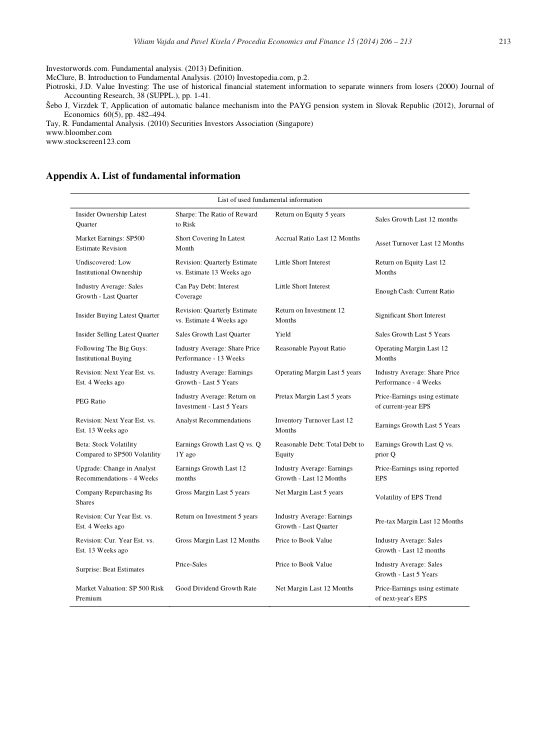 Viliam Vajda and Pavel Kisela / Procedia Economics and Finance 15 (2014) 206 – 213
213
Investorwords.com. Fundamental analysis. (2013) Definition.
McClure, B. Introduction to Fundamental Analysis. (2010) Investopedia.com, p.2.
Piotroski, J.D. Value Investing: The use of historical financial statement information to separate winners from losers (2000) Journal of
Accounting Research, 38 (SUPPL.), pp. 1-41.
Šebo J, Virzdek T, Application of automatic balance mechanism into the PAYG pension system in Slovak Republic (2012), Jorurnal of
Economics 60(5), pp. 482–494.
Tay, R. Fundamental Analysis. (2010) Securities Investors Association (Singapore)
www.bloomber.com
www.stockscreen123.com
Appendix A. List of fundamental information
List of used fundamental information
Insider Ownership Latest
Quarter
Sharpe: The Ratio of Reward
to Risk
Return on Equity 5 years
Sales Growth Last 12 months
Market Earnings: SP500
Estimate Revision
Short Covering In Latest
Month
Accrual Ratio Last 12 Months
Asset Turnover Last 12 Months
Undiscovered: Low
Institutional Ownership
Revision: Quarterly Estimate
vs. Estimate 13 Weeks ago
Little Short Interest
Return on Equity Last 12
Months
Industry Average: Sales
Growth - Last Quarter
Can Pay Debt: Interest
Coverage
Little Short Interest
Enough Cash: Current Ratio
Insider Buying Latest Quarter
Revision: Quarterly Estimate
vs. Estimate 4 Weeks ago
Return on Investment 12
Months
Significant Short Interest
Insider Selling Latest Quarter
Sales Growth Last Quarter
Yield
Sales Growth Last 5 Years
Following The Big Guys:
Institutional Buying
Industry Average: Share Price
Performance - 13 Weeks
Reasonable Payout Ratio
Operating Margin Last 12
Months
Revision: Next Year Est. vs.
Est. 4 Weeks ago
Industry Average: Earnings
Growth - Last 5 Years
Operating Margin Last 5 years
Industry Average: Share Price
Performance - 4 Weeks
PEG Ratio
Industry Average: Return on
Investment - Last 5 Years
Pretax Margin Last 5 Years
Price-Earnings using estimate
of current-year EPS
Revision: Next Year Est. vs.
Est. 13 Weeks ago
Analyst Recommendations
Inventory Turnover Last 12
Months
Earnings Growth Last 5 Years
Beta: Stock Volatility
Compared to SP500 Volatility
Earnings Growth Last Q vs. Q
1Y ago
Reasonable Debt: Total Debt to
Equity
Earnings Growth Last Q vs.
prior Q
Upgrade: Change in Analyst
Recommendations - 4 Weeks
Earnings Growth Last 12
months
Industry Average: Earnings
Growth - Last 12 Months
Price-Earnings using reported
EPS
Company Repurchasing Its
Shares
Gross Margin Last 5 years
Net Margin Last 5 years
Volatility of EPS Trend
Revision: Cur Year Est. vs.
Est. 4 Weeks ago
Return on Investment 5 years
Industry Average: Earnings
Growth - Last Quarter
Pre-tax Margin Last 12 Months
Revision: Cur. Year Est. vs.
Est. 13 Weeks ago
Gross Margin Last 12 Months
Price to Book Value
Industry Average: Sales
Growth - Last 12 months
Surprise: Beat Estimates
Price-Sales
Price to Book Value
Industry Average: Sales
Growth - Last 5 Years
Market Valuation: SP 500 Risk
Premium
Good Dividend Growth Rate
Net Margin Last 12 Months
Price-Earnings using estimate
of next-year's EPS